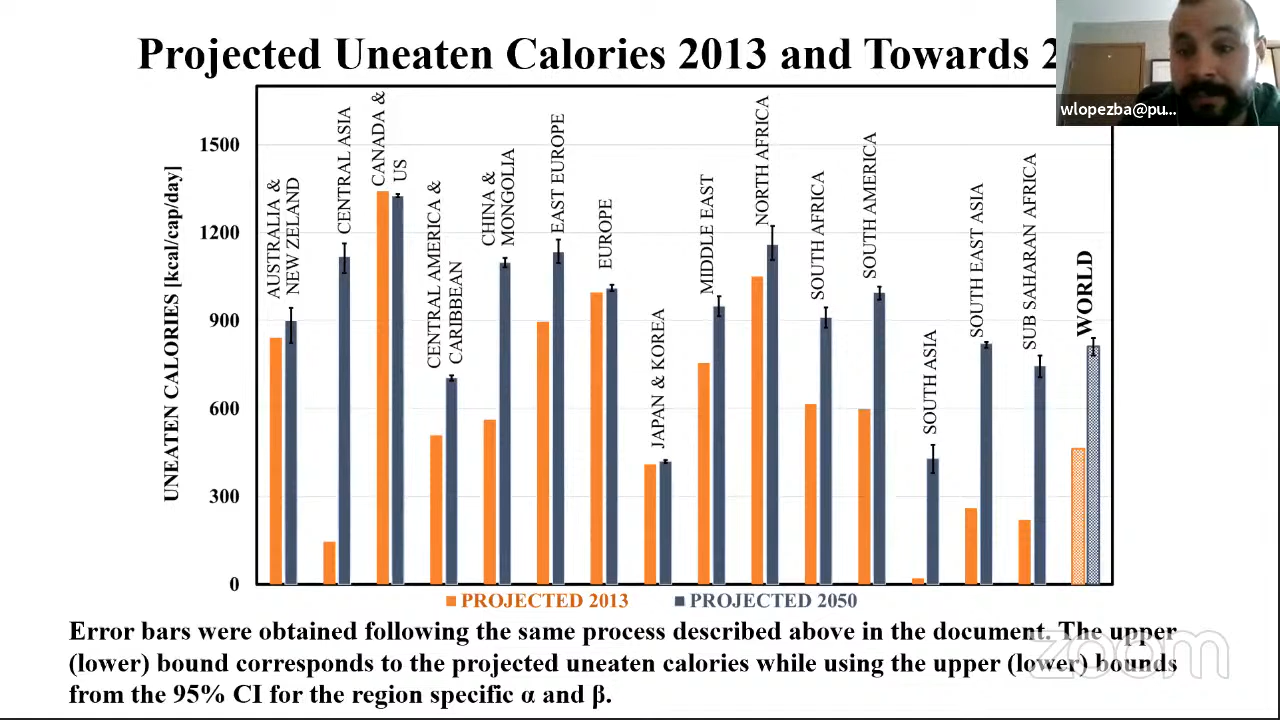 Projected Uneaten Calories 2013 and Towards 2
wlopezba@pu...
UNEATEN CALORIES [kcal/cap/day]
1500
1200
900
600
300
0
AUSTRALIA &
NEW ZELAND
CENTRAL ASIA
CANADA &
US
CENTRAL AMERICA &
CARIBBEAN
CHINA &
MONGOLIA
EAST EUROPE
EUROPE
JAPAN & KOREA
MIDDLE EAST
NORTH AFRICA
SOUTH AFRICA
SOUTH AMERICA
SOUTH ASIA
SOUTH EAST ASIA
SUB SAHARAN AFRICA
WORLD
PROJECTED 2013
PROJECTED 2050
Error bars were obtained following the same process described above in the document. The upper
(lower) bound corresponds to the projected uneaten calories while using the upper (lower) bounds
from the 95% CI for the region specific α and β.
zoom